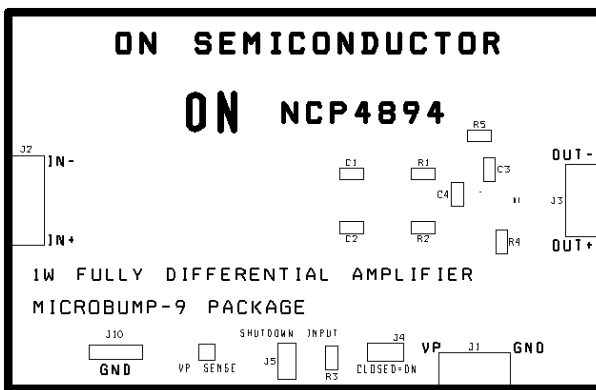 ON SEMICONDUCTOR
ON NCP4894
R5
J2
IN-
C1
R1
C3
OUT-
C4
J3
IN+
C2
R2
R4
OUT+
1W FULLY DIFFERENTIAL AMPLIFIER
MICROBUMP-9 PACKAGE
SHUTDOWN INPUT
J10
J5
R3
J4
VP
J1
GND
GND
VP SENSE
CLOSED=ON